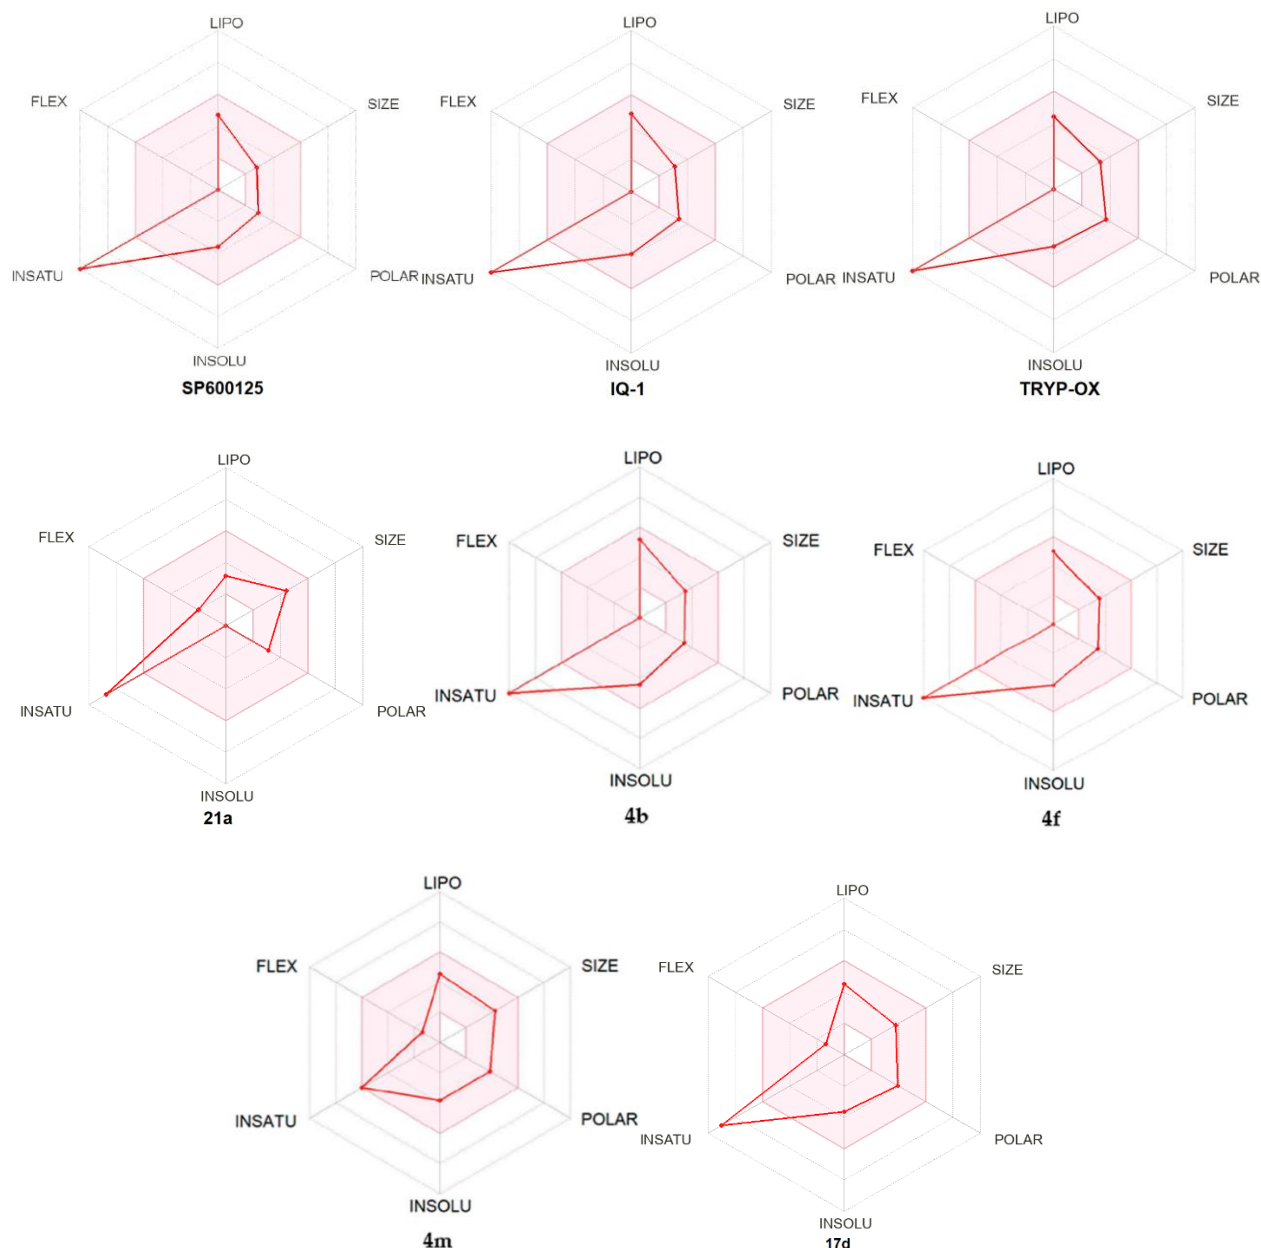 LIPO
FLEX
SIZE
INSATU
POLAR
INSOLU
SP600125
LIPO
FLEX
SIZE
INSATU
POLAR
INSOLU
IQ-1
LIPO
FLEX
SIZE
INSATU
POLAR
INSOLU
TRYP-OX
LIPO
FLEX
SIZE
INSATU
POLAR
INSOLU
21a
LIPO
FLEX
SIZE
INSATU
POLAR
INSOLU
4b
LIPO
FLEX
SIZE
INSATU
POLAR
INSOLU
4f
LIPO
FLEX
SIZE
INSATU
POLAR
INSOLU
4m
LIPO
FLEX
SIZE
INSATU
POLAR
INSOLU
17d